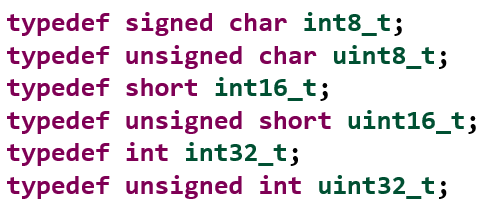 typedef signed char int8_t;
typedef unsigned char uint8_t;
typedef short int16_t;
typedef unsigned short uint16_t;
typedef int int32_t;
typedef unsigned int uint32_t;